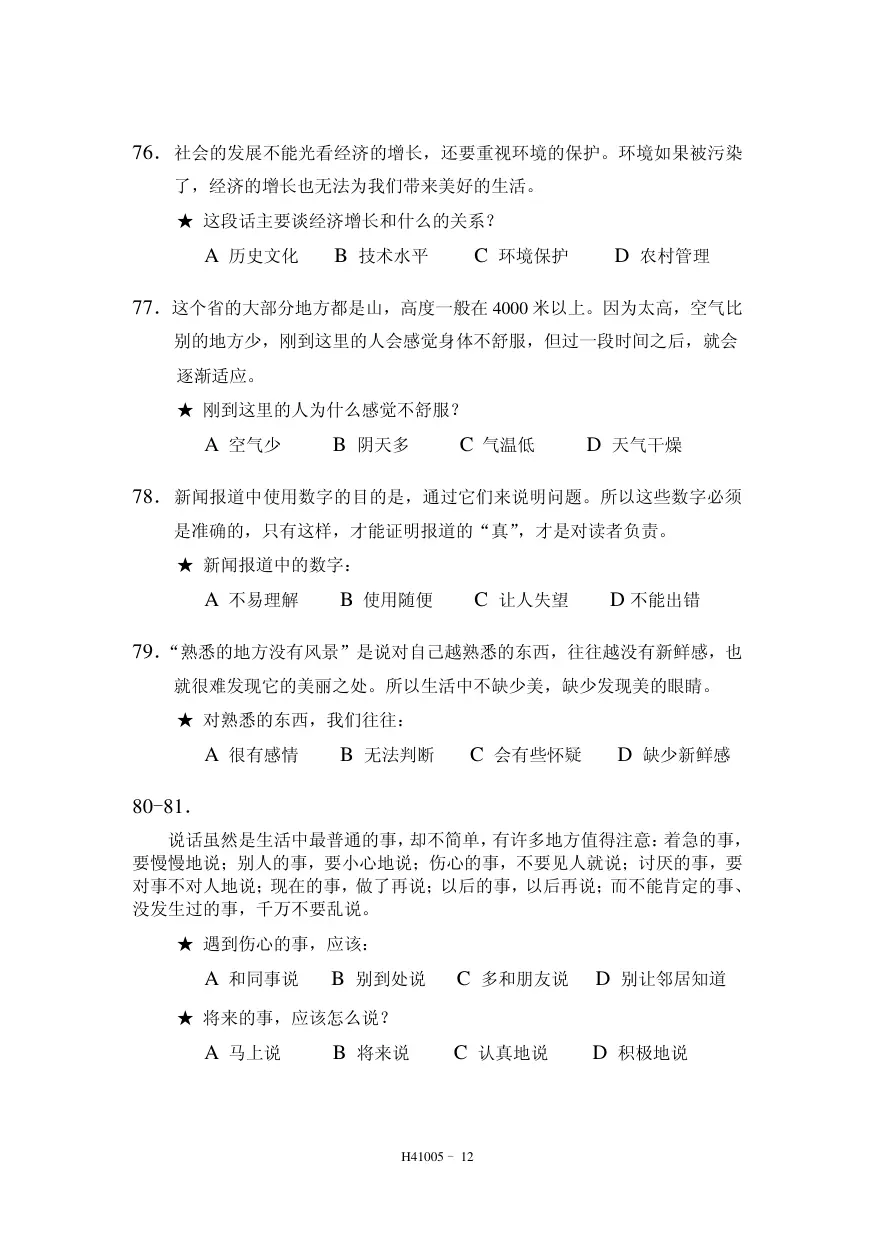 76．社会的发展不能光看经济的增长，还要重视环境的保护。环境如果被污染
了，经济的增长也无法为我们带来美好的生活。
★ 这段话主要谈经济增长和什么的关系？
A 历史文化 B 技术水平 C 环境保护 D 农村管理
77．这个省的大部分地方都是山，高度一般在 4000 米以上。因为太高，空气比
别的地方少，刚到这里的人会感觉身体不舒服，但过一段时间之后，就会
逐渐适应。
★ 刚到这里的人为什么感觉不舒服？
A 空气少 B 阴天多 C 气温低 D 天气干燥
78．新闻报道中使用数字的目的是，通过它们来说明问题。所以这些数字必须
是准确的，只有这样，才能证明报道的“真”，才是对读者负责。
★ 新闻报道中的数字：
A 不易理解 B 使用随便 C 让人失望 D 不能出错
79．“熟悉的地方没有风景”是说对自己越熟悉的东西，往往越没有新鲜感，也
就很难发现它的美丽之处。所以生活中不缺少美，缺少发现美的眼睛。
★ 对熟悉的东西，我们往往：
A 很有感情 B 无法判断 C 会有些怀疑 D 缺少新鲜感
80-81．
说话虽然是生活中最普通的事，却不简单，有许多地方值得注意：着急的事，
要慢慢地说；别人的事，要小心地说；伤心的事，不要见人就说；讨厌的事，要
对事不对人地说；现在的事，做了再说；以后的事，以后再说；而不能肯定的事、
没发生过的事，千万不要乱说。
★ 遇到伤心的事，应该：
A 和同事说 B 别到处说 C 多和朋友说 D 别让邻居知道
★ 将来的事，应该怎么说？
A 马上说 B 将来说 C 认真地说 D 积极地说
H41005 - 12